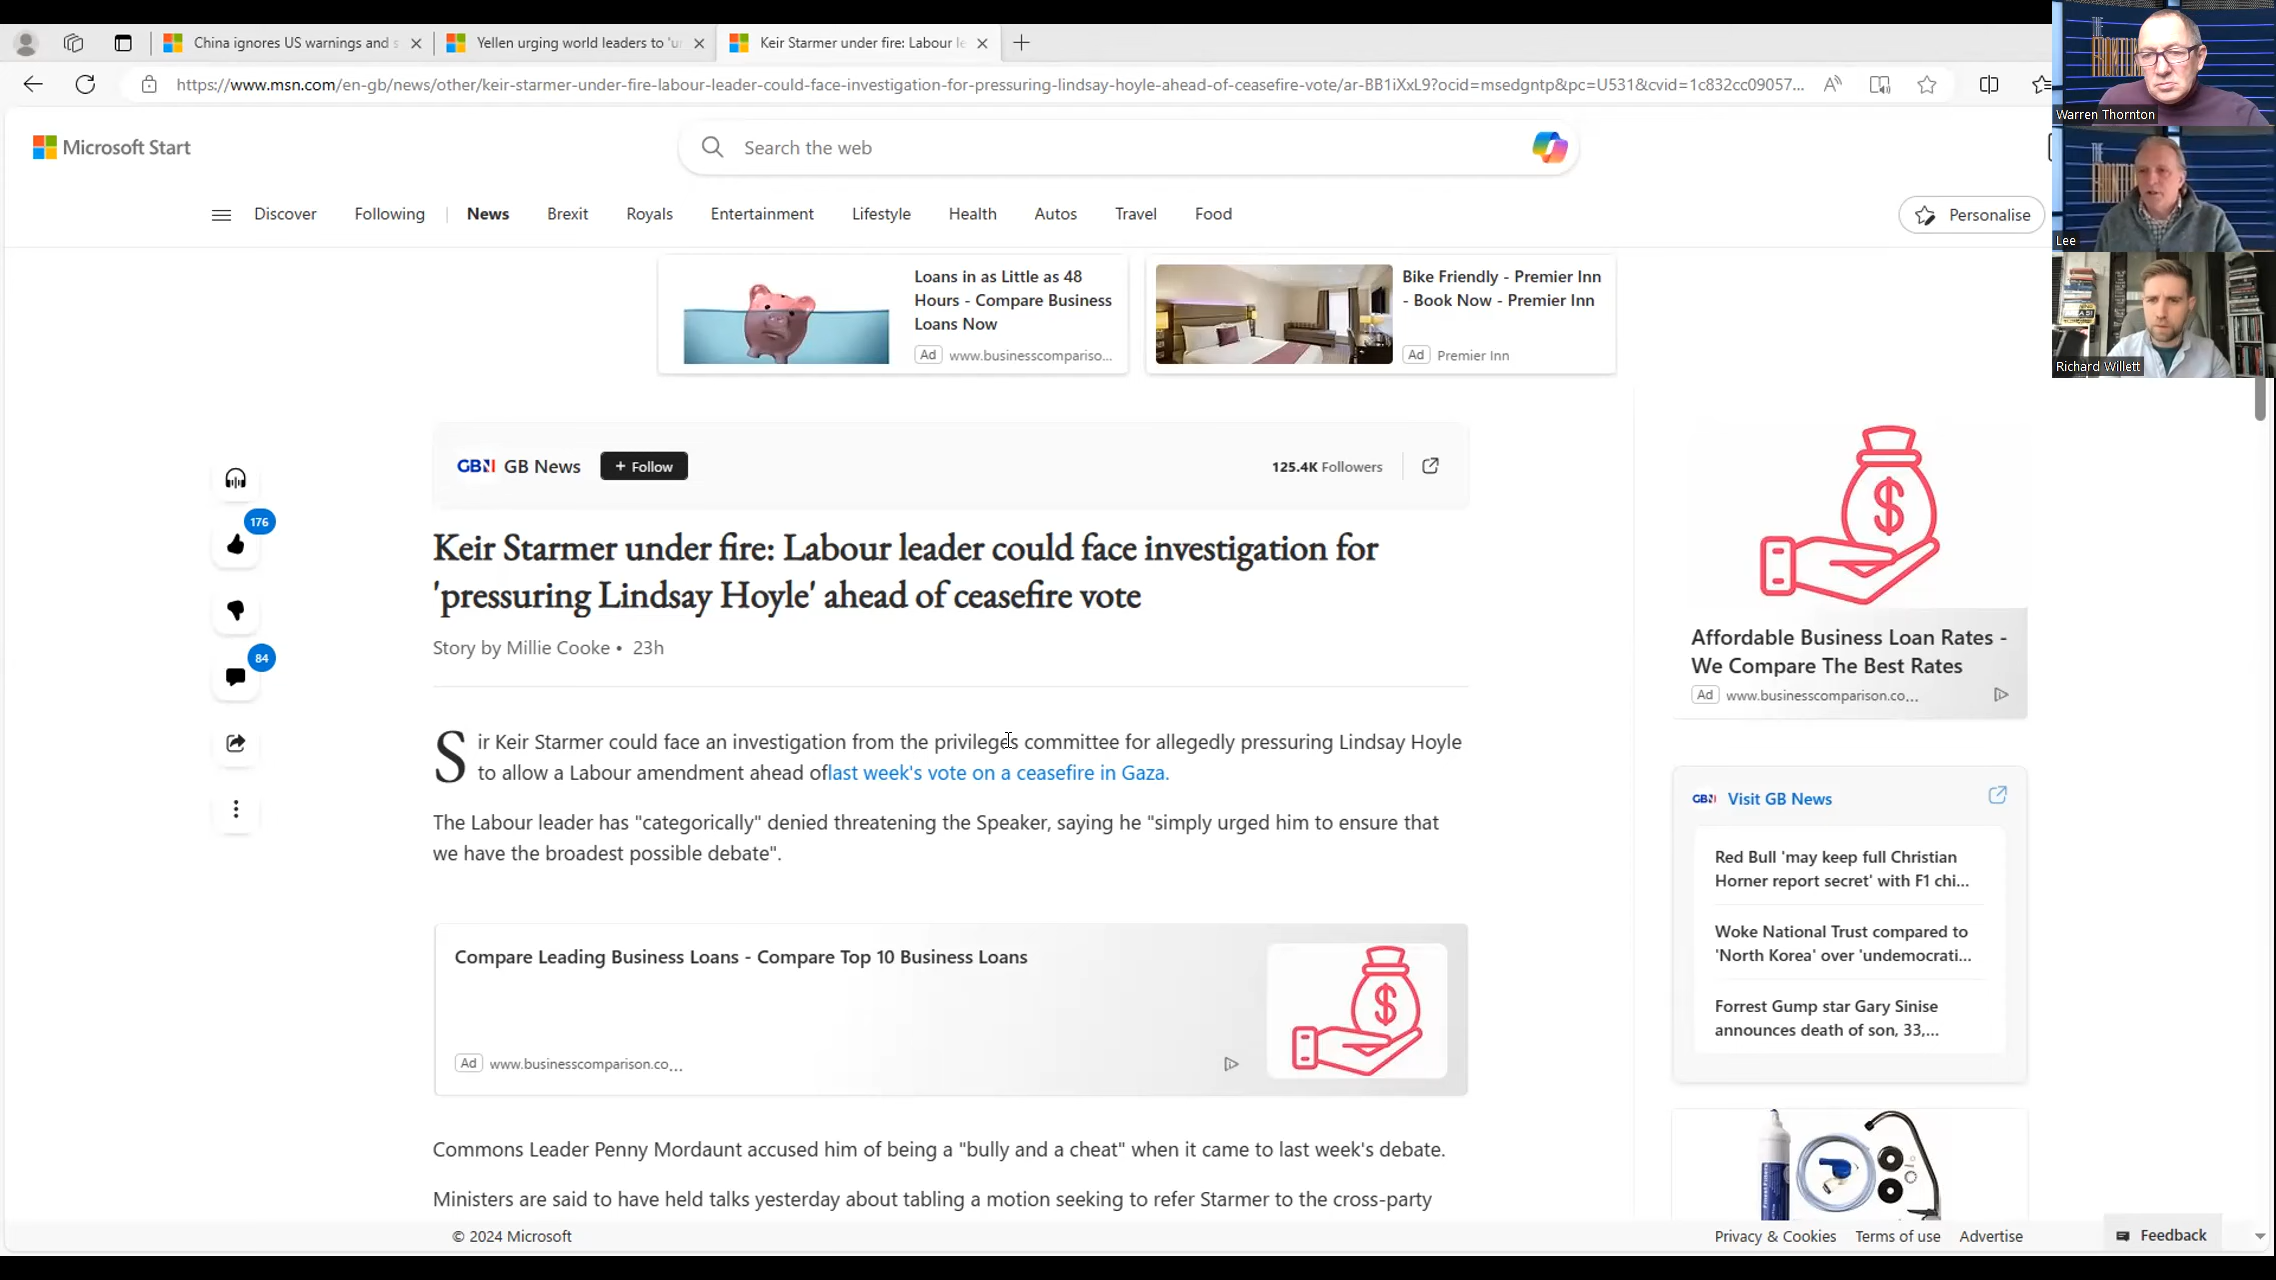 China ignores US warnings and s
Yellen urging world leaders to 'u
Keir Starmer under fire: Labour le
https://www.msn.com/en-gb/news/other/keir-starmer-under-fire-labour-leader-could-face-investigation-for-pressuring-lindsay-hoyle-ahead-of-ceasefire-vote/ar-BB1iXxL9?ocid=msedgntp&pc=U531&cvid=1c832cc09057...
Microsoft Start
Search the web
Discover
Following
News
Brexit
Royals
Entertainment
Lifestyle
Health
Autos
Travel
Food
Personalise
Warren Thornton
Lee
Richard Willett
Loans in as Little as 48
Hours - Compare Business
Loans Now
Ad www.businesscompariso...
Bike Friendly - Premier Inn
- Book Now - Premier Inn
Ad Premier Inn
GBN GB News
+ Follow
125.4K Followers
176
84
Keir Starmer under fire: Labour leader could face investigation for
'pressuring Lindsay Hoyle' ahead of ceasefire vote
Story by Millie Cooke • 23h
Sir Keir Starmer could face an investigation from the privileges committee for allegedly pressuring Lindsay Hoyle
to allow a Labour amendment ahead oflast week's vote on a ceasefire in Gaza.
The Labour leader has "categorically" denied threatening the Speaker, saying he "simply urged him to ensure that
we have the broadest possible debate".
Compare Leading Business Loans - Compare Top 10 Business Loans
Ad www.businesscomparison.co...
Commons Leader Penny Mordaunt accused him of being a "bully and a cheat" when it came to last week's debate.
Ministers are said to have held talks yesterday about tabling a motion seeking to refer Starmer to the cross-party
Affordable Business Loan Rates -
We Compare The Best Rates
Ad www.businesscomparison.co...
GBN Visit GB News
Red Bull 'may keep full Christian
Horner report secret' with F1 chi...
Woke National Trust compared to
'North Korea' over 'undemocrati...
Forrest Gump star Gary Sinise
announces death of son, 33,...
© 2024 Microsoft
Privacy & Cookies
Terms of use
Advertise
Feedback